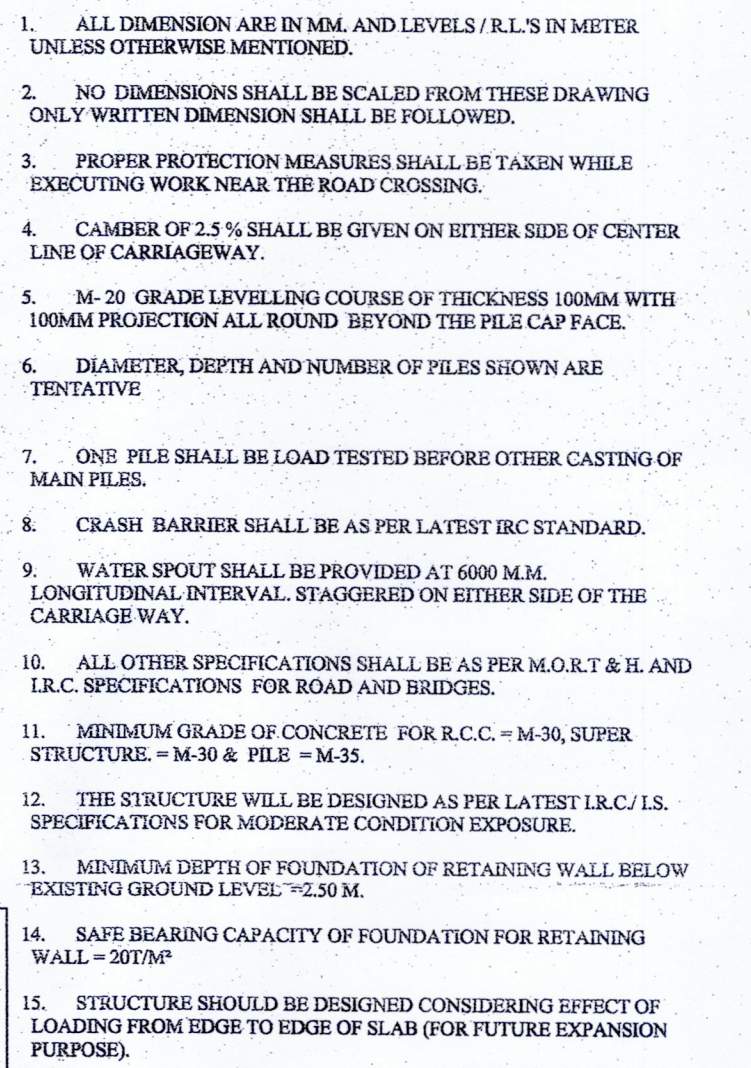 1. ALL DIMENSION ARE IN MM. AND LEVELS / R.L.'S IN METER
UNLESS OTHERWISE MENTIONED.
2. NO DIMENSIONS SHALL BE SCALED FROM THESE DRAWING
ONLY WRITTEN DIMENSION SHALL BE FOLLOWED.
3. PROPER PROTECTION MEASURES SHALL BE TAKEN WHILE
EXECUTING WORK NEAR THE ROAD CROSSING.
4. CAMBER OF 2.5 % SHALL BE GIVEN ON EITHER SIDE OF CENTER
LINE OF CARRIAGEWAY.
5. M- 20 GRADE LEVELLING COURSE OF THICKNESS 100MM WITH
100MM PROJECTION ALL ROUND BEYOND THE PILE CAP FACE.
6. DIAMETER, DEPTH AND NUMBER OF PILES SHOWN ARE
TENTATIVE
7. ONE PILE SHALL BE LOAD TESTED BEFORE OTHER CASTING OF
MAIN PILES.
8. CRASH BARRIER SHALL BE AS PER LATEST IRC STANDARD.
9. WATER SPOUT SHALL BE PROVIDED AT 6000 M.M.
LONGITUDINAL INTERVAL. STAGGERED ON EITHER SIDE OF THE
CARRIAGE WAY.
10. ALL OTHER SPECIFICATIONS SHALL BE AS PER M.O.R.T & H. AND
I.R.C. SPECIFICATIONS FOR ROAD AND BRIDGES.
11. MINIMUM GRADE OF CONCRETE FOR R.C.C. = M-30, SUPER
STRUCTURE. = M-30 & PILE = M-35.
12. THE STRUCTURE WILL BE DESIGNED AS PER LATEST I.R.C./ I.S.
SPECIFICATIONS FOR MODERATE CONDITION EXPOSURE.
13. MINIMUM DEPTH OF FOUNDATION OF RETAINING WALL BELOW
EXISTING GROUND LEVEL =2.50 M.
14. SAFE BEARING CAPACITY OF FOUNDATION FOR RETAINING
WALL = 20T/M²
15. STRUCTURE SHOULD BE DESIGNED CONSIDERING EFFECT OF
LOADING FROM EDGE TO EDGE OF SLAB (FOR FUTURE EXPANSION
PURPOSE).